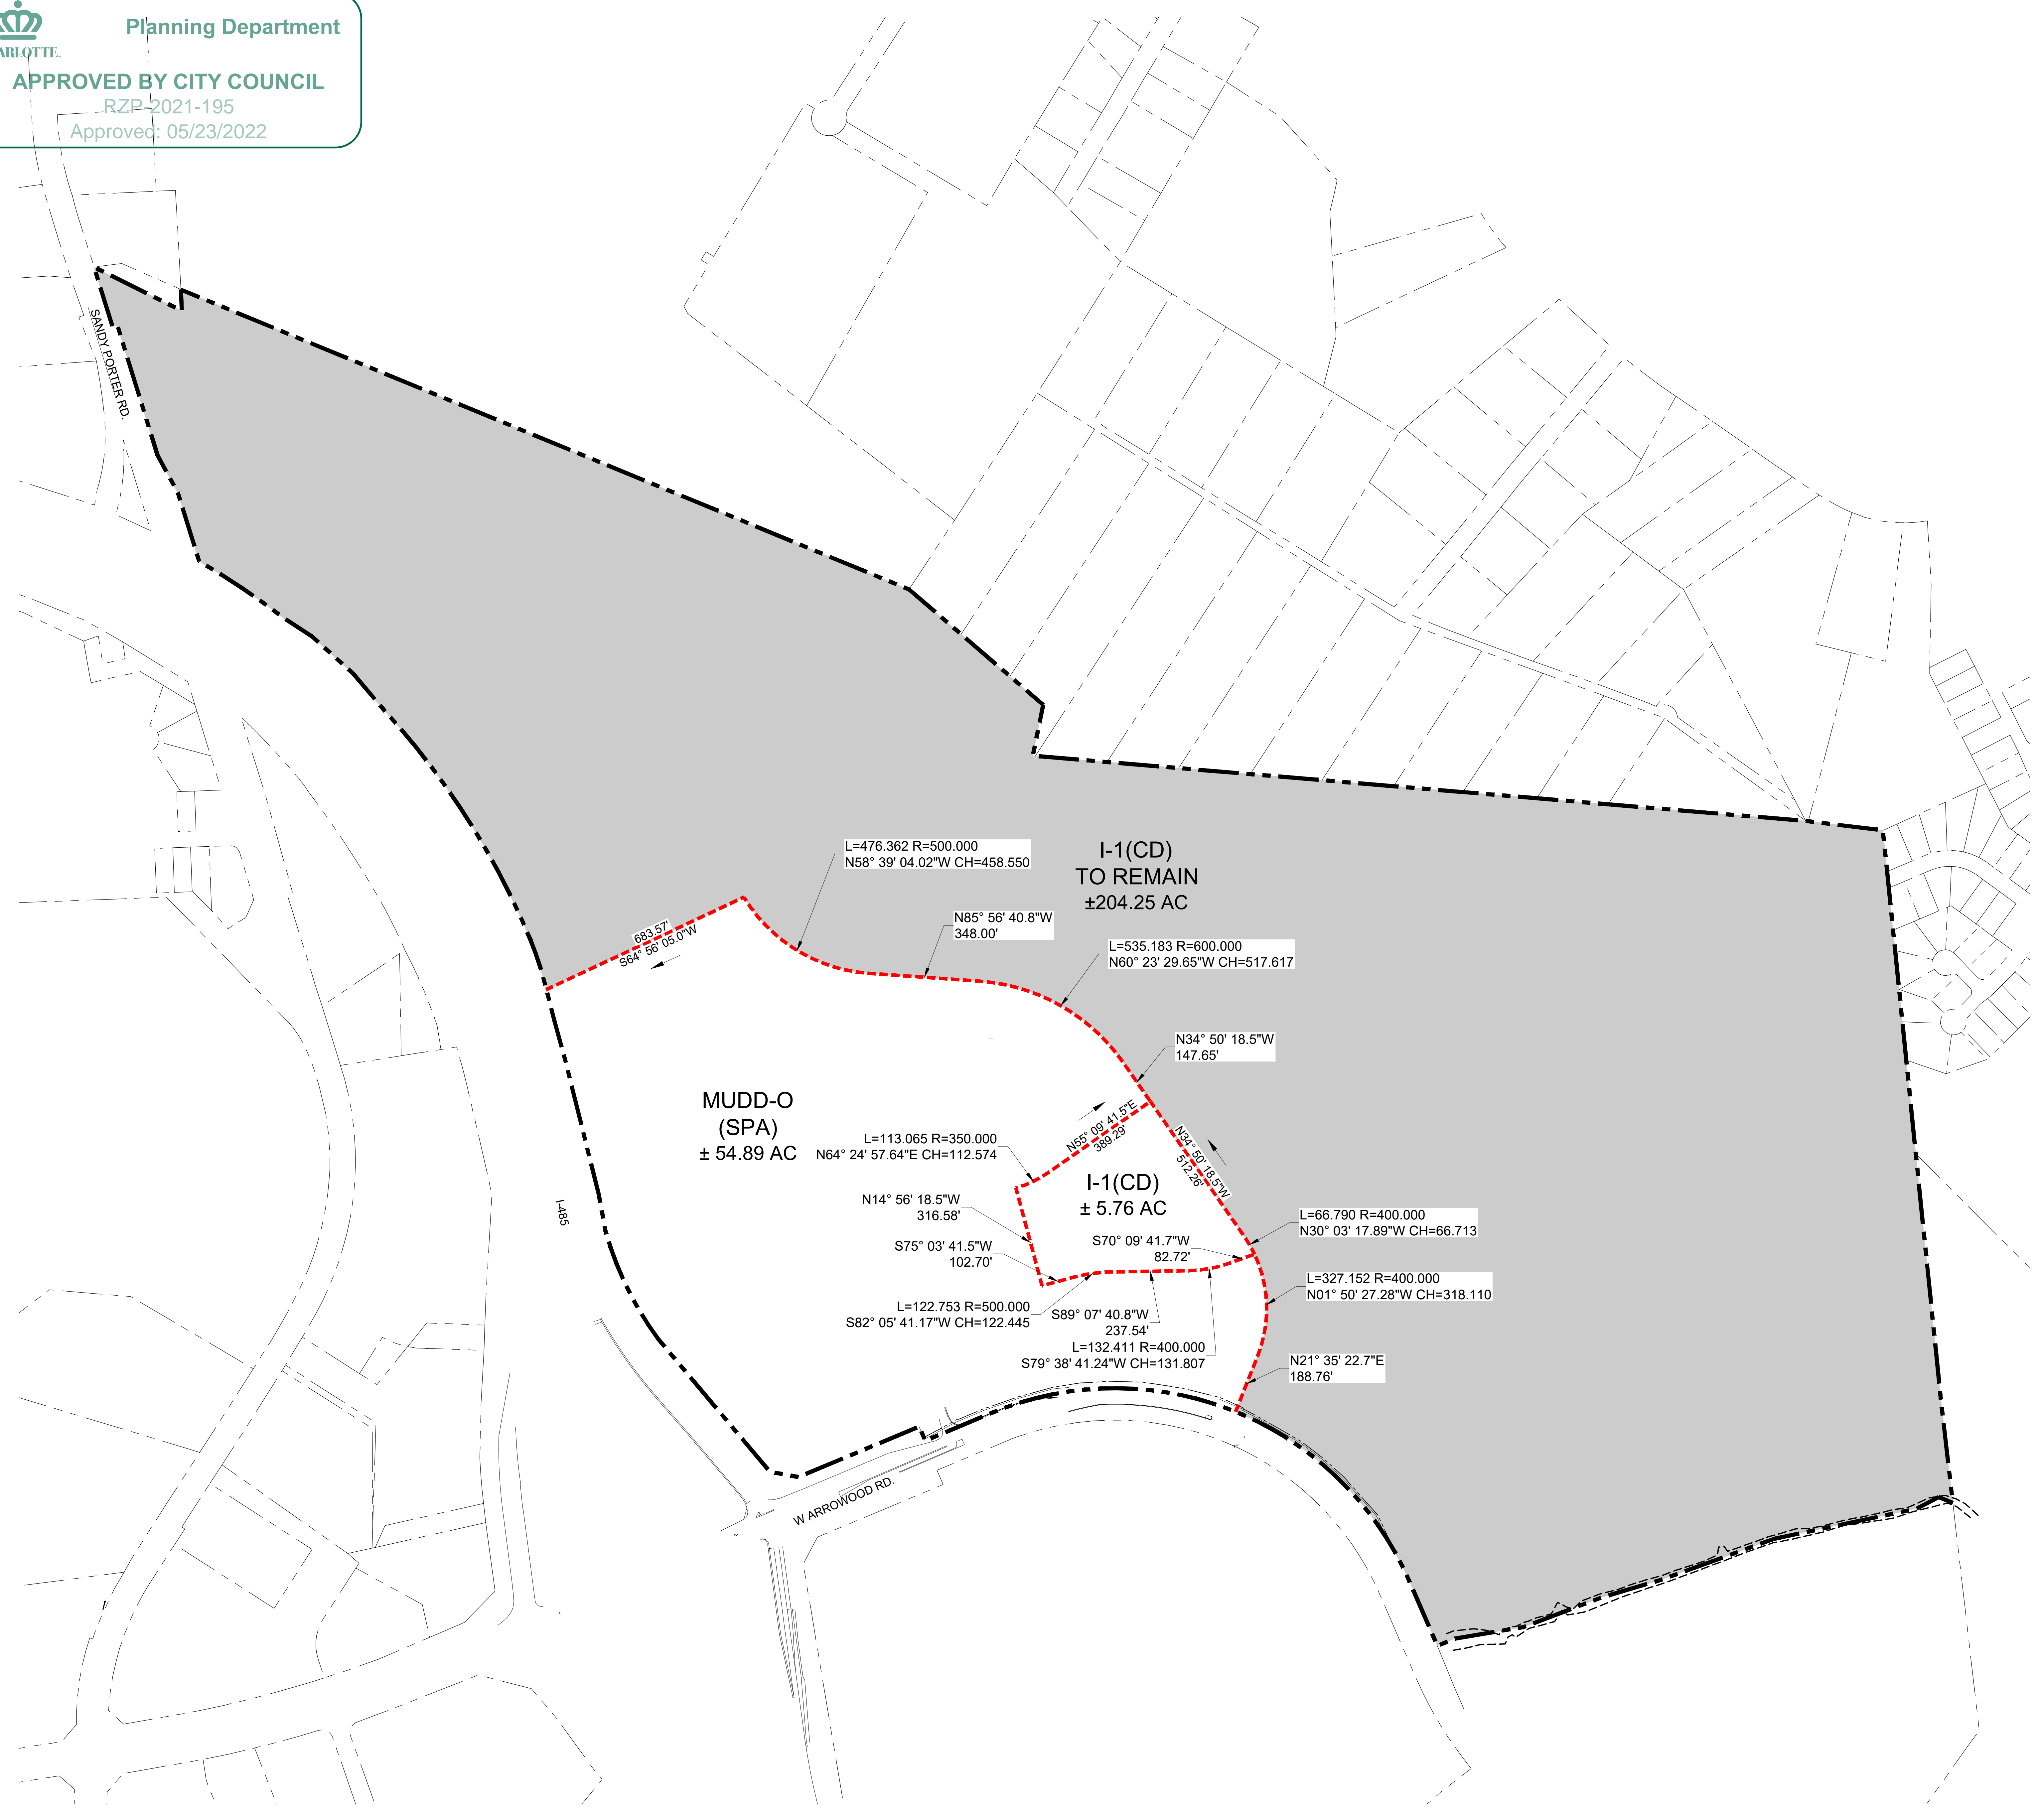 Planning Department
APPROVED BY CITY COUNCIL
RZP-2021-195
Approved: 05/23/2022
SANDY PORTER RD.
L=476.362 R=500.000
N58° 39' 04.02"W CH=458.550
I-1(CD)
TO REMAIN
±204.25 AC
N85° 56' 40.8"W
348.00'
683.57'
S64° 56' 05.0"W
L=535.183 R=600.000
N60° 23' 29.65"W CH=517.617
N34° 50' 18.5"W
147.65'
MUDD-O
(SPA)
± 54.89 AC
N55° 09' 41.5"E
389.29'
L=113.065 R=350.000
N64° 24' 57.64"E CH=112.574
N34° 50' 18.5"W
512.26'
I-1(CD)
± 5.76 AC
N14° 56' 18.5"W
316.58'
I-485
L=66.790 R=400.000
N30° 03' 17.89"W CH=66.713
S75° 03' 41.5"W
102.70'
S70° 09' 41.7"W
82.72'
L=327.152 R=400.000
N01° 50' 27.28"W CH=318.110
L=122.753 R=500.000
S82° 05' 41.17"W CH=122.445
S89° 07' 40.8"W
237.54'
L=132.411 R=400.000
S79° 38' 41.24"W CH=131.807
N21° 35' 22.7"E
188.76'
W ARROWOOD RD.